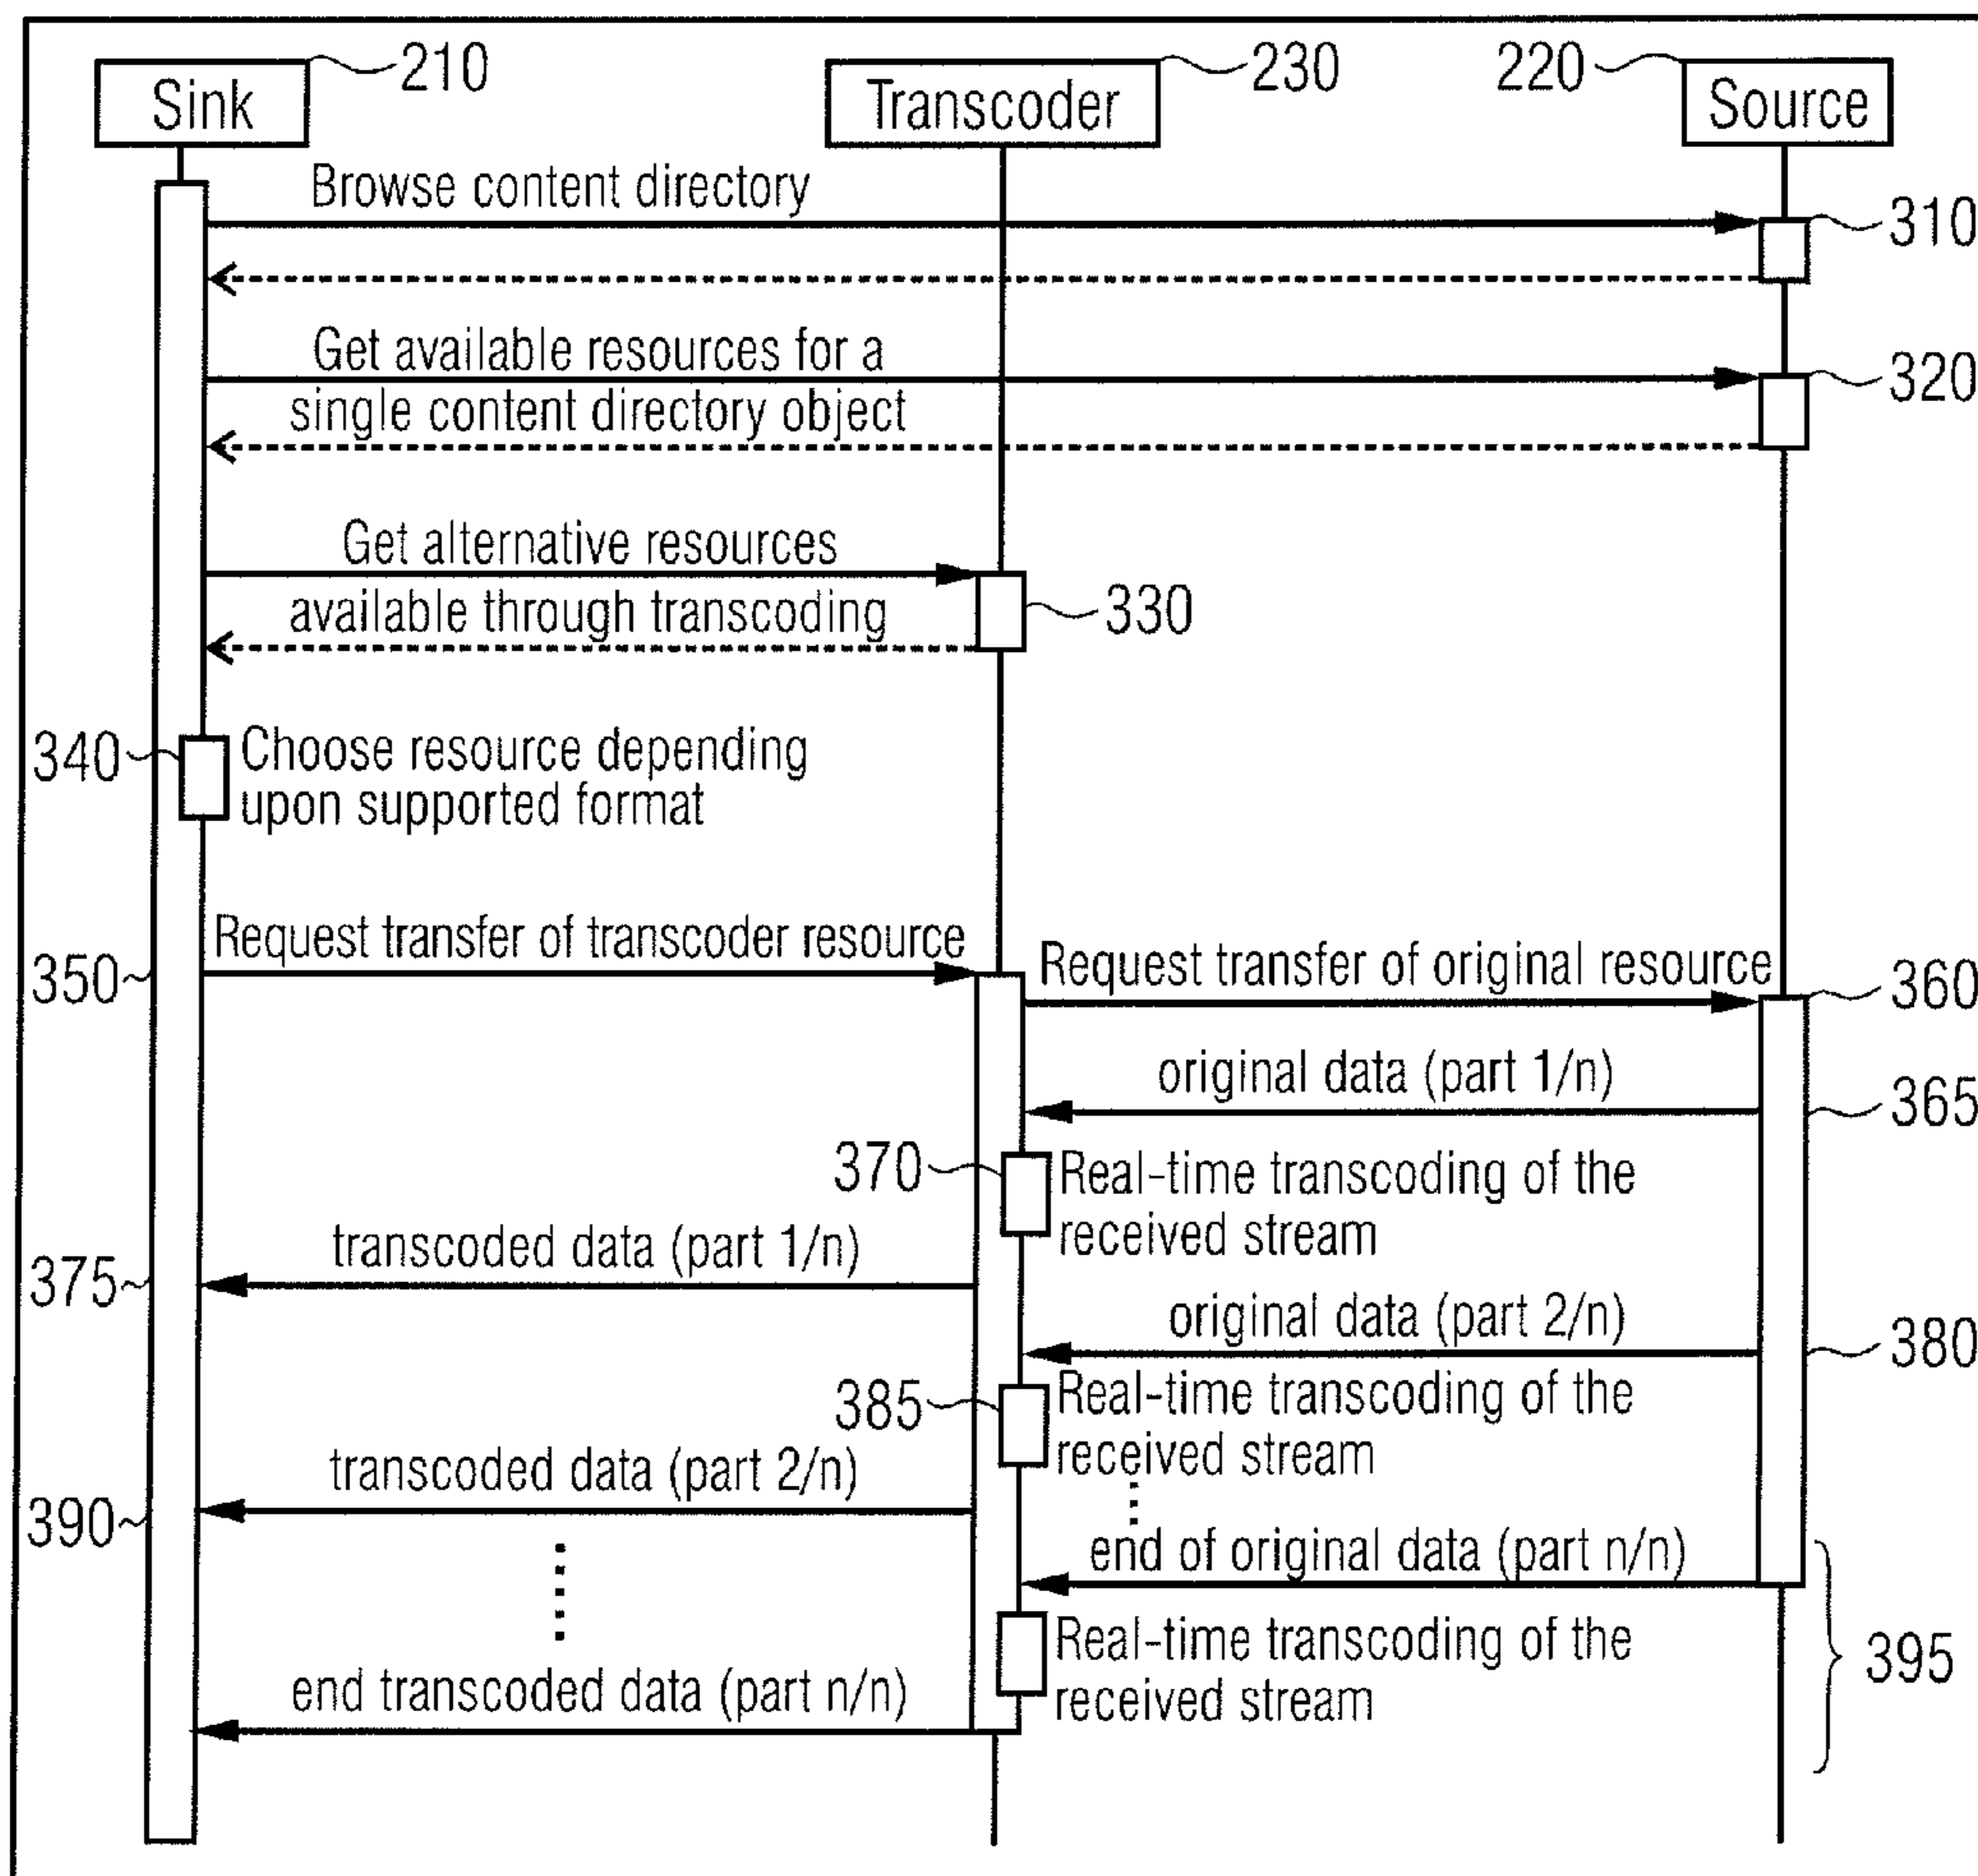 210
230
220
Sink
Transcoder
Source
Browse content directory
310
Get available resources for a
single content directory object
320
Get alternative resources
available through transcoding
330
340
Choose resource depending
upon supported format
Request transfer of transcoder resource
350
Request transfer of original resource
360
original data (part 1/n)
365
370
Real-time transcoding of the
received stream
transcoded data (part 1/n)
375
original data (part 2/n)
380
385
Real-time transcoding of the
received stream
transcoded data (part 2/n)
390
end of original data (part n/n)
Real-time transcoding of the
received stream
395
end transcoded data (part n/n)